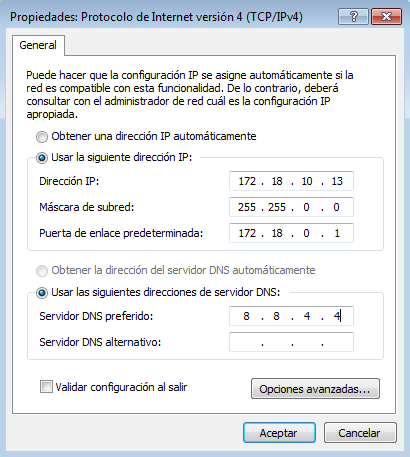 Propiedades: Protocolo de Internet versión 4 (TCP/IPv4)
General
Puede hacer que la configuración IP se asigne automáticamente si la
red es compatible con esta funcionalidad. De lo contrario, deberá
consultar con el administrador de red cuál es la configuración IP
apropiada.
Obtener una dirección IP automáticamente
Usar la siguiente dirección IP:
Dirección IP: 172 . 18 . 10 . 13
Máscara de subred: 255 . 255 . 0 . 0
Puerta de enlace predeterminada: 172 . 18 . 0 . 1
Obtener la dirección del servidor DNS automáticamente
Usar las siguientes direcciones de servidor DNS:
Servidor DNS preferido: 8 . 8 . 4 . 4
Servidor DNS alternativo: . . .
Validar configuración al salir
Opciones avanzadas...
Aceptar
Cancelar